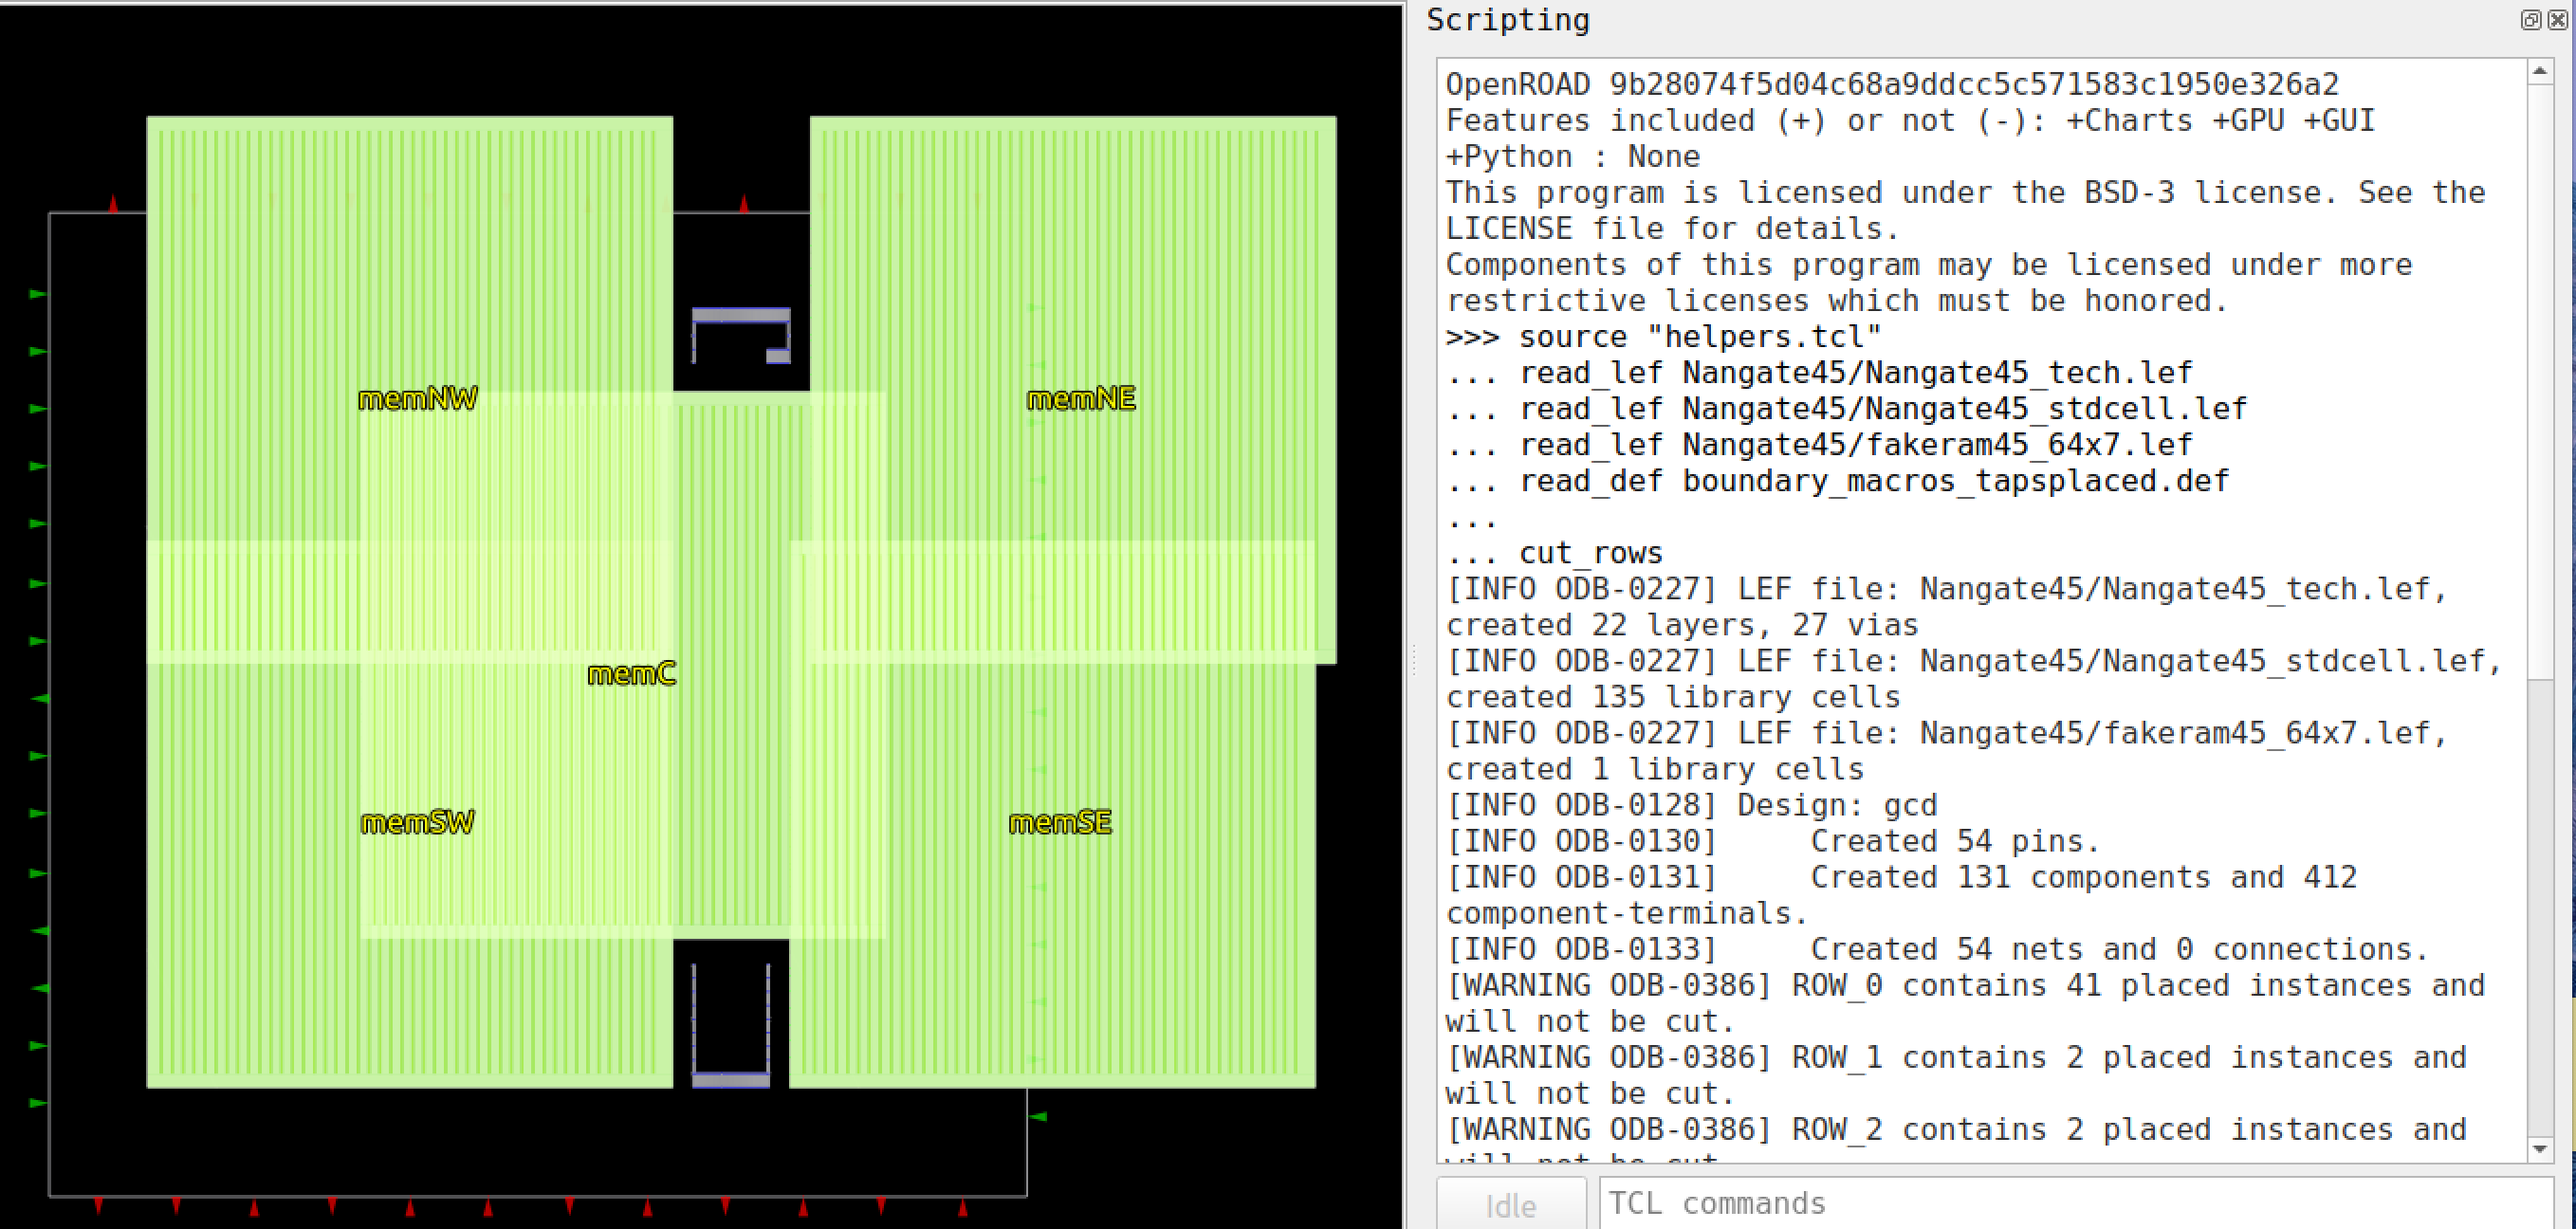 Scripting
OpenROAD 9b28074f5d04c68a9ddcc5c571583c1950e326a2
Features included (+) or not (-): +Charts +GPU +GUI
+Python : None
This program is licensed under the BSD-3 license. See the
LICENSE file for details.
Components of this program may be licensed under more
restrictive licenses which must be honored.
>>> source "helpers.tcl"
... read_lef Nangate45/Nangate45_tech.lef
... read_lef Nangate45/Nangate45_stdcell.lef
... read_lef Nangate45/fakeram45_64x7.lef
... read_def boundary_macros_tapsplaced.def
...
... cut_rows
[INFO ODB-0227] LEF file: Nangate45/Nangate45_tech.lef,
created 22 layers, 27 vias
[INFO ODB-0227] LEF file: Nangate45/Nangate45_stdcell.lef,
created 135 library cells
[INFO ODB-0227] LEF file: Nangate45/fakeram45_64x7.lef,
created 1 library cells
[INFO ODB-0128] Design: gcd
[INFO ODB-0130]     Created 54 pins.
[INFO ODB-0131]     Created 131 components and 412
component-terminals.
[INFO ODB-0133]     Created 54 nets and 0 connections.
[WARNING ODB-0386] ROW_0 contains 41 placed instances and
will not be cut.
[WARNING ODB-0386] ROW_1 contains 2 placed instances and
will not be cut.
[WARNING ODB-0386] ROW_2 contains 2 placed instances and
will not be cut.
Idle
TCL commands
memNW
memNE
memC
memSW
memSE